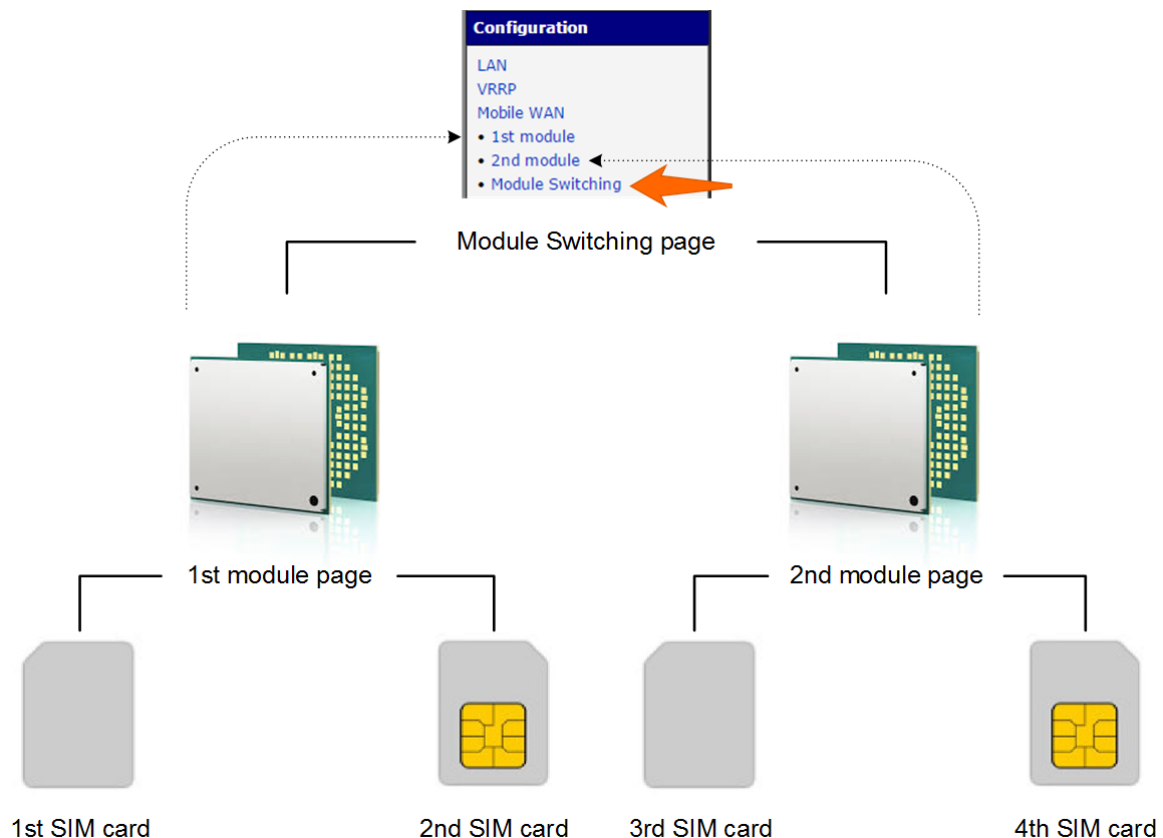 Configuration
LAN
VRRP
Mobile WAN
• 1st module
• 2nd module
• Module Switching
Module Switching page
1st module page
2nd module page
1st SIM card
2nd SIM card
3rd SIM card
4th SIM card